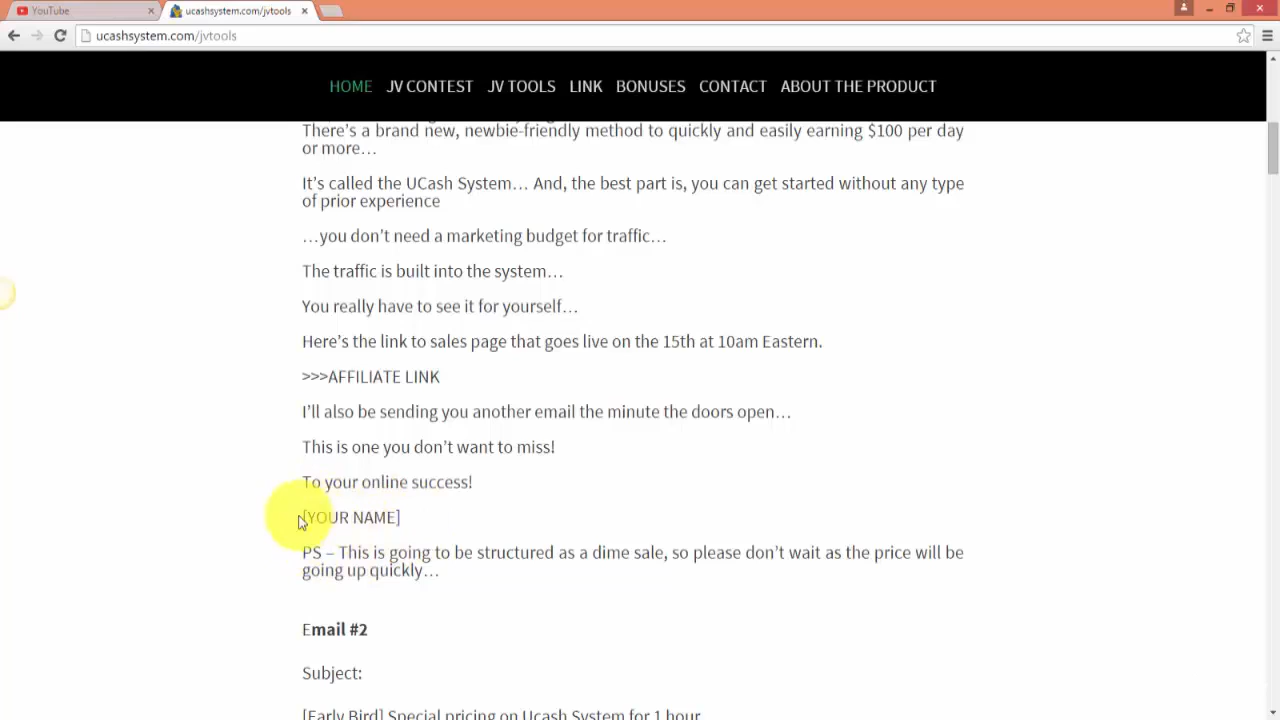 YouTube
ucashsystem.com/jvtools
ucashsystem.com/jvtools
HOME JV CONTEST JV TOOLS LINK BONUSES CONTACT ABOUT THE PRODUCT
There’s a brand new, newbie-friendly method to quickly and easily earning $100 per day
or more…
It’s called the UCash System… And, the best part is, you can get started without any type
of prior experience
…you don’t need a marketing budget for traffic…
The traffic is built into the system…
You really have to see it for yourself…
Here’s the link to sales page that goes live on the 15th at 10am Eastern.
>>>AFFILIATE LINK
I’ll also be sending you another email the minute the doors open…
This is one you don’t want to miss!
To your online success!
[YOUR NAME]
PS – This is going to be structured as a dime sale, so please don’t wait as the price will be
going up quickly…
Email #2
Subject:
[Early Bird] Special pricing on Ucash System for 1 hour